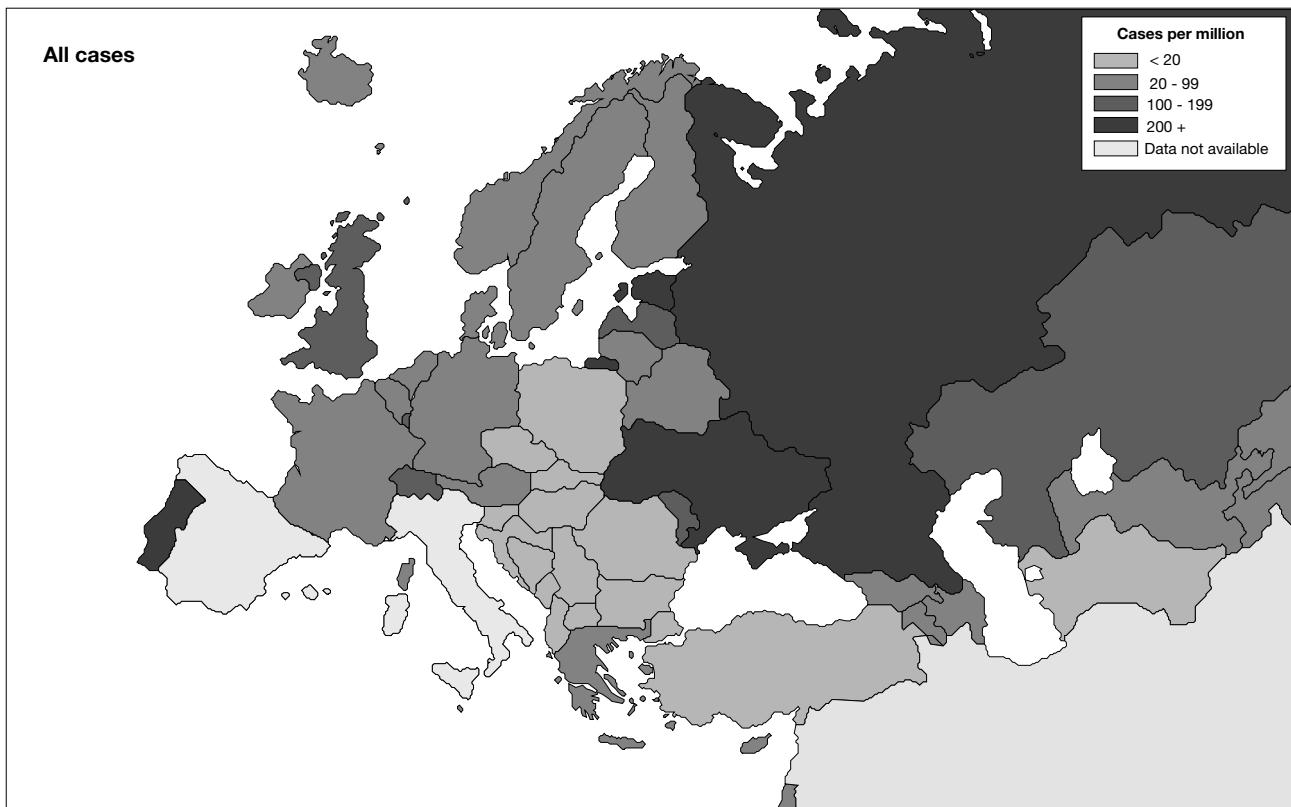 All cases
Cases per million
< 20
20 - 99
100 - 199
200 +
Data not available